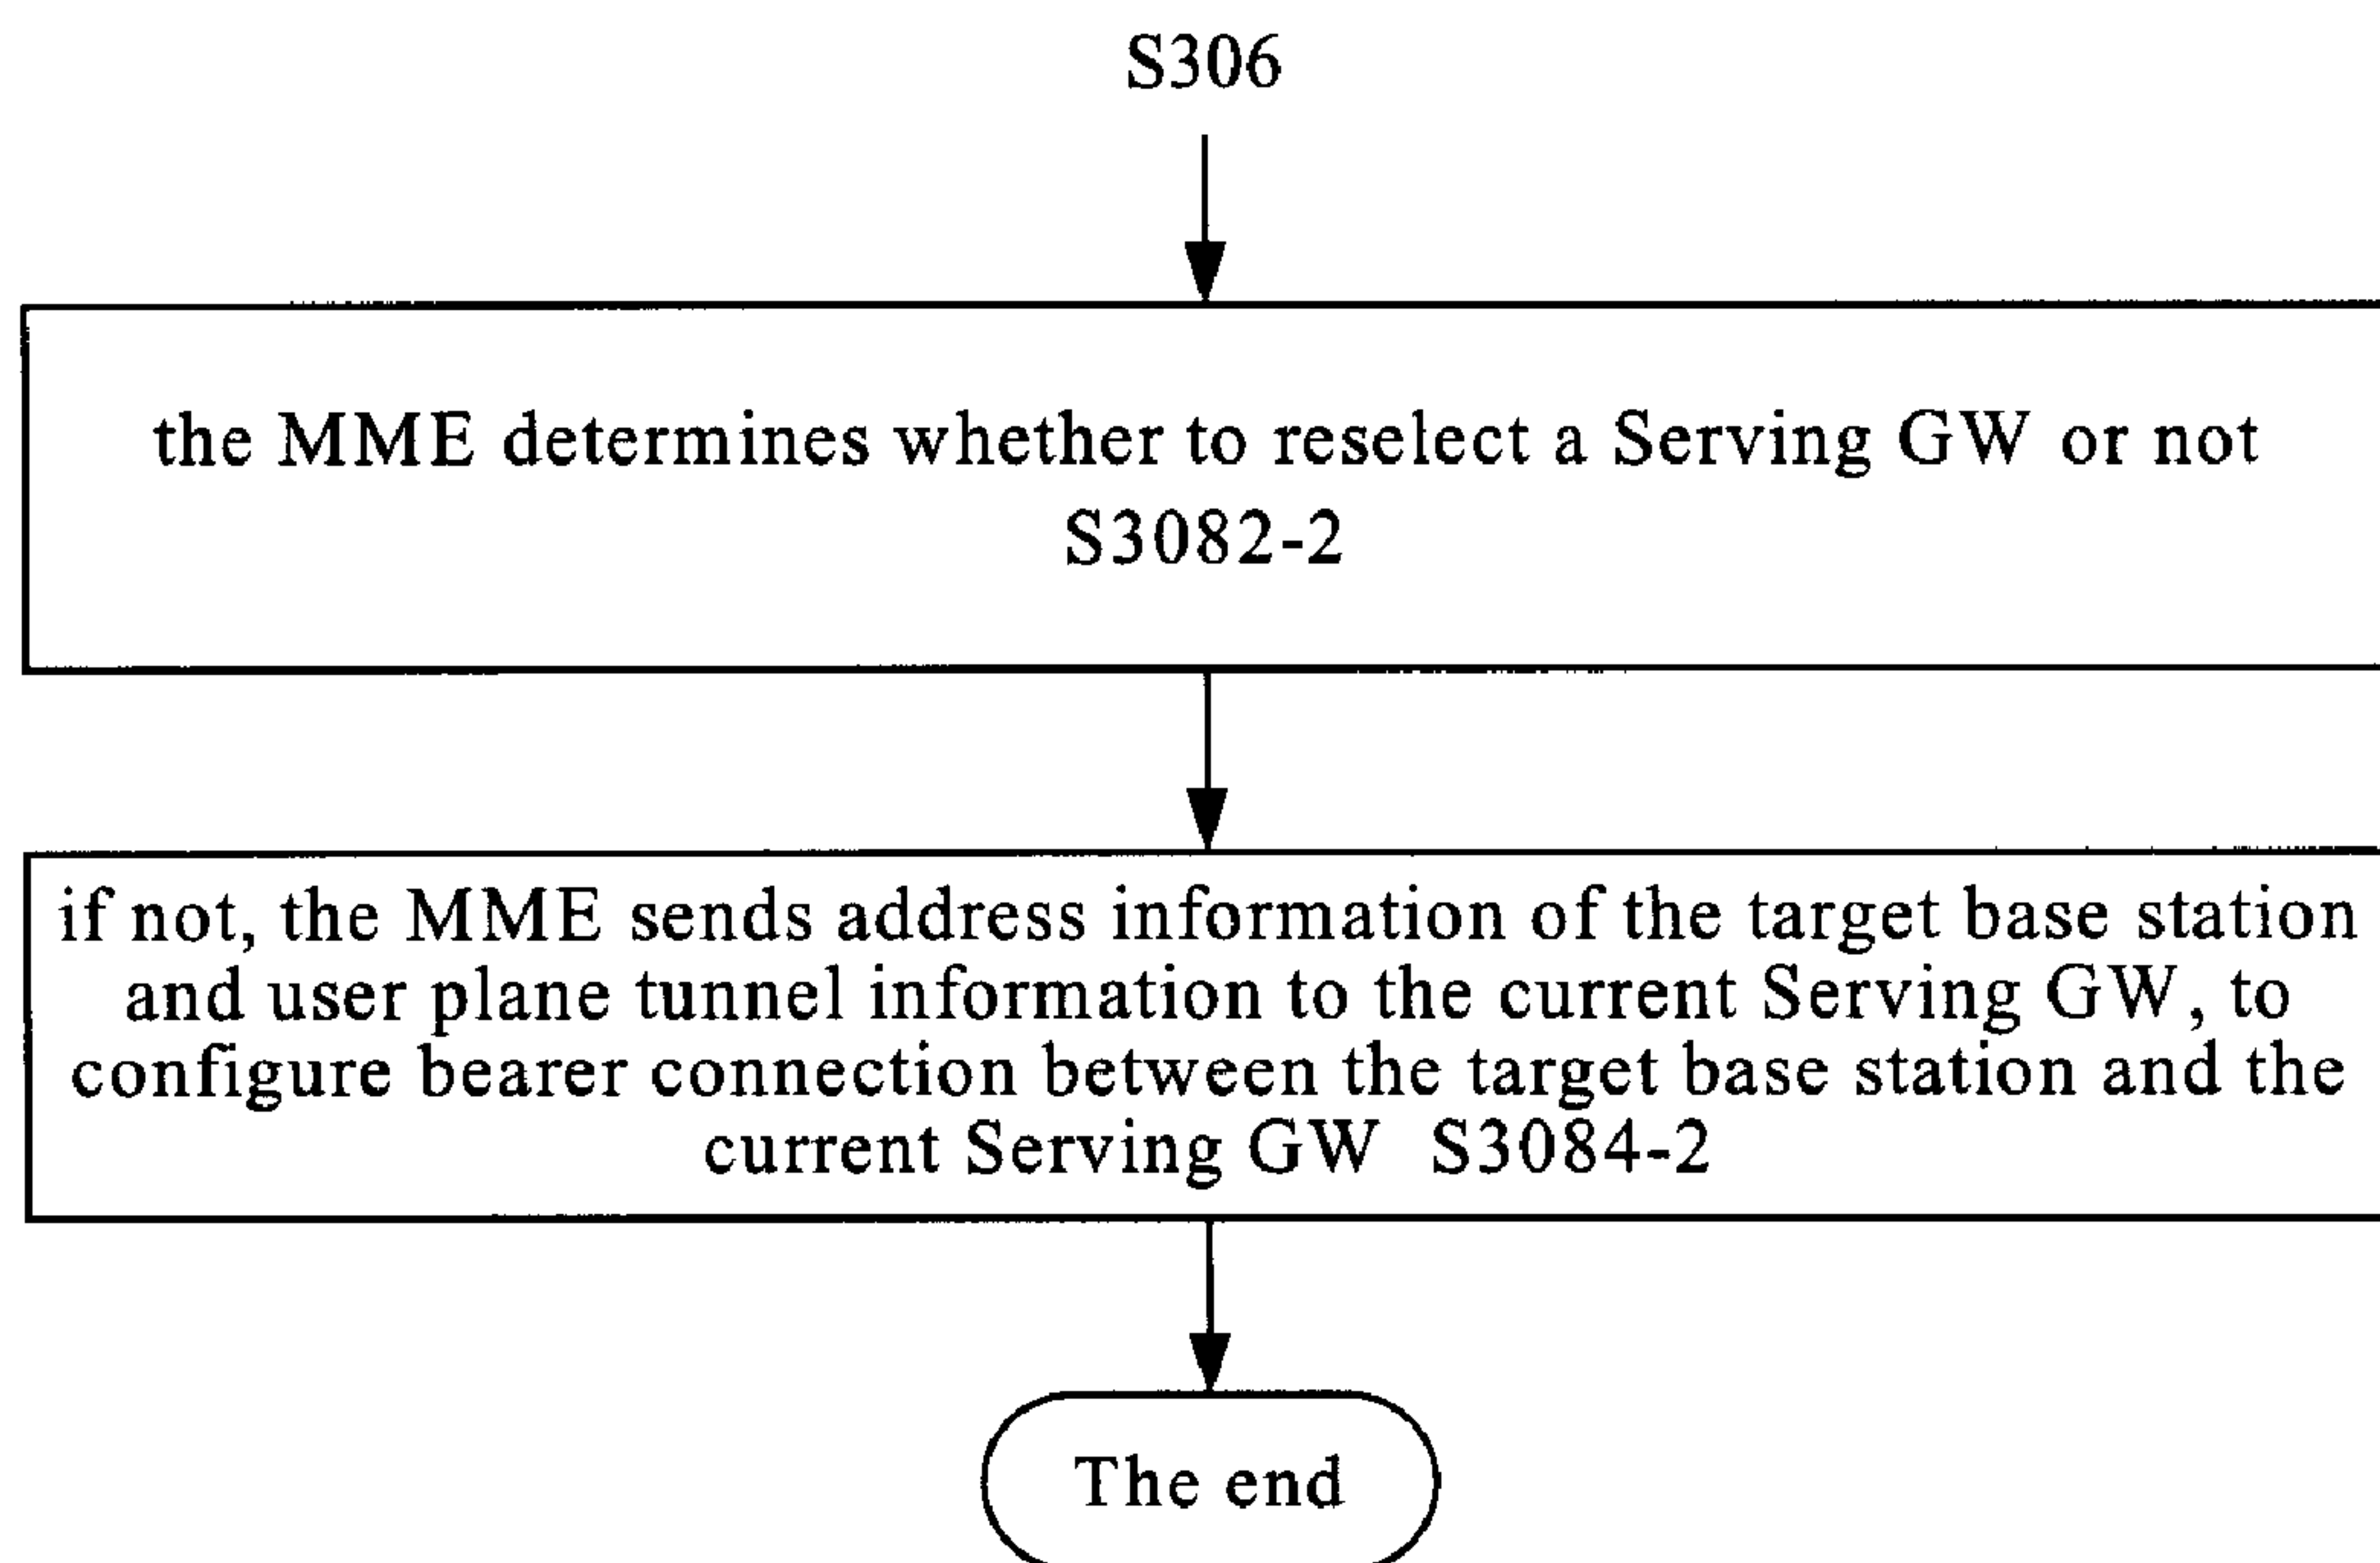 S306
the MME determines whether to reselect a Serving GW or not
S3082-2
if not, the MME sends address information of the target base station
and user plane tunnel information to the current Serving GW, to
configure bearer connection between the target base station and the
current Serving GW S3084-2
The end